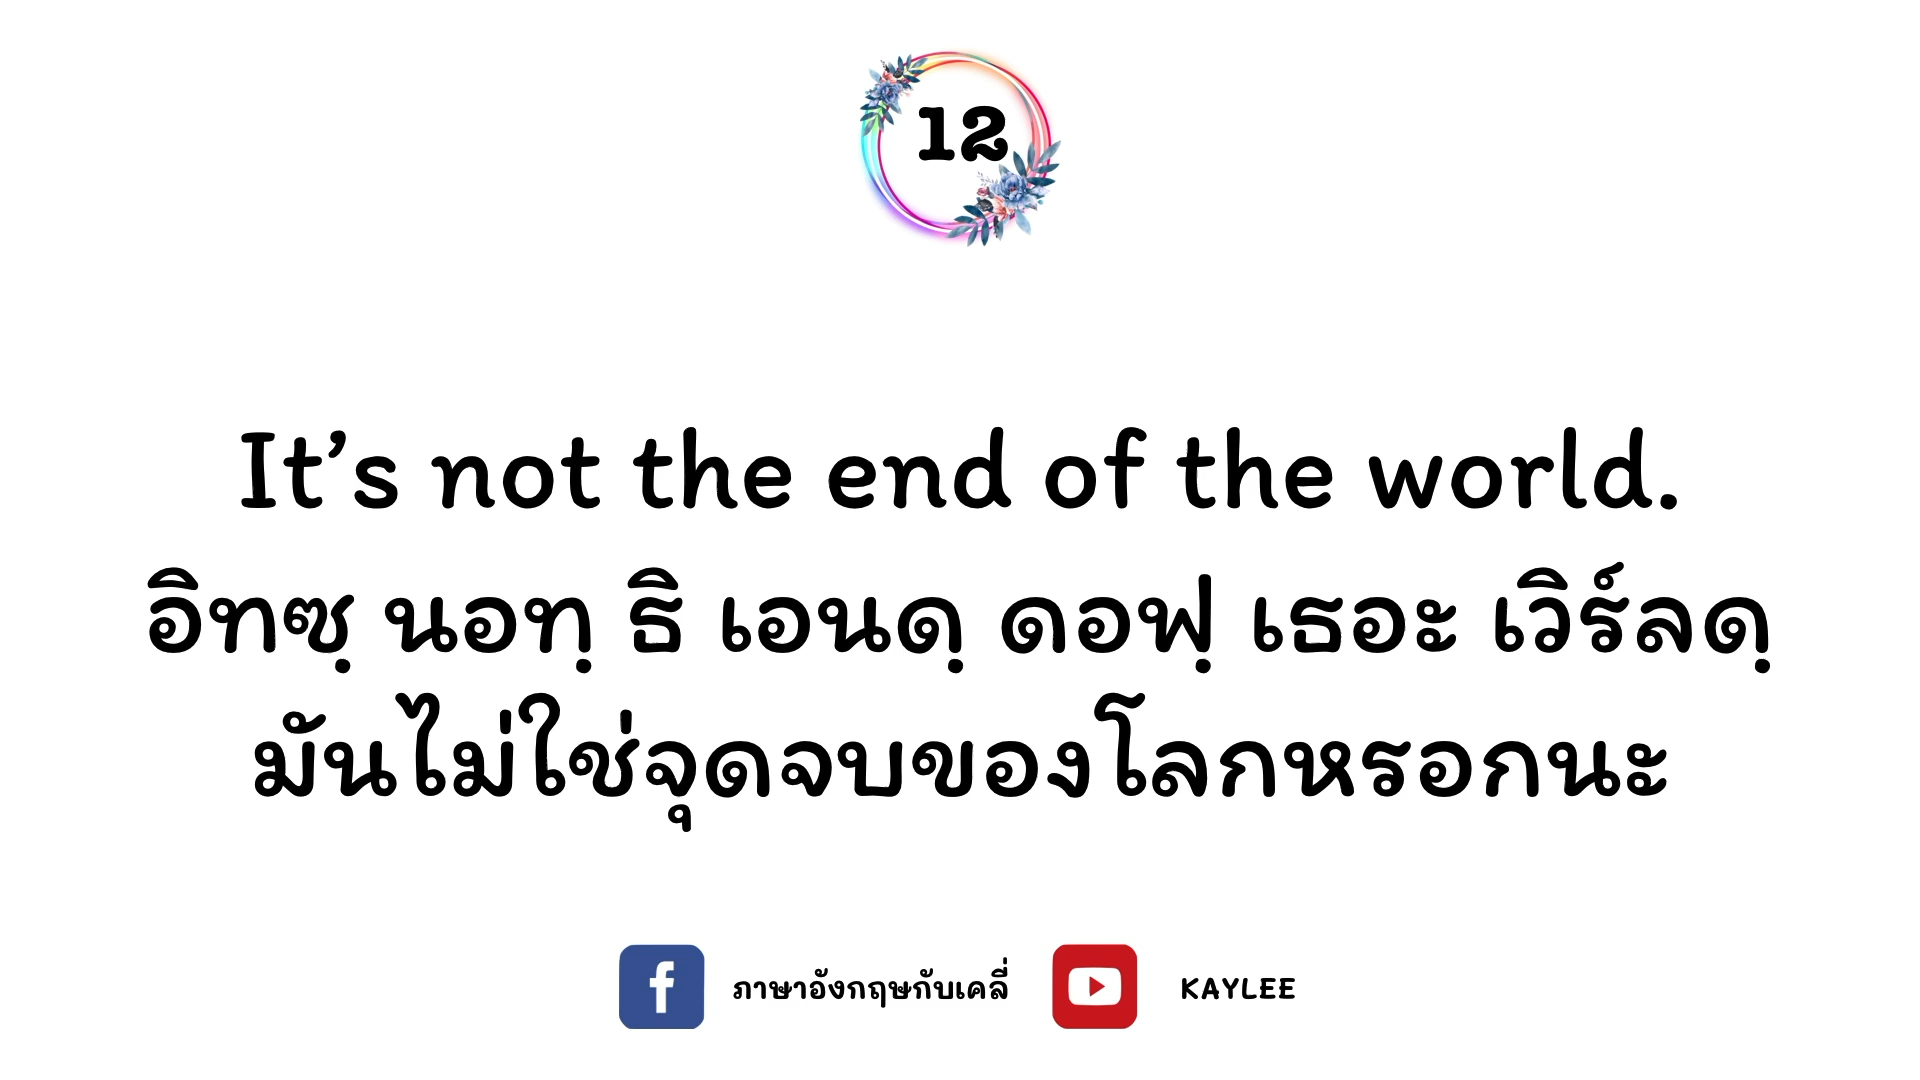 12
It’s not the end of the world.
อิทซฺ นอทฺ ธิ เอนดฺ ดอฟฺ เธอะ เวิร์ลดฺ
มันไม่ใช่จุดจบของโลกหรอกนะ
ภาษาอังกฤษกับเคลี่ KAYLEE